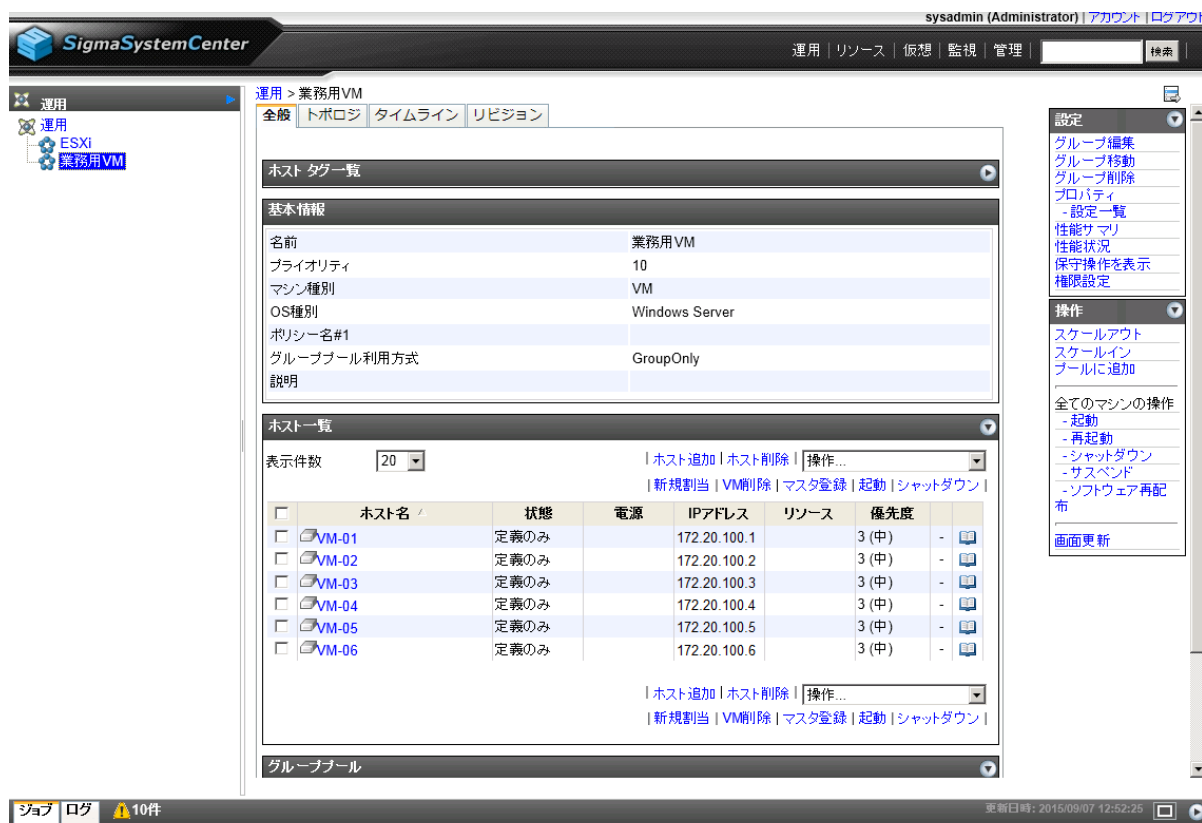 sysadmin (Administrator) | アカウント | ログアウト
SigmaSystemCenter
運用 | リソース | 仮想 | 監視 | 管理 | 検索 |
運用
運用
ESXi
業務用VM
運用 > 業務用VM
全般 トポロジ タイムライン リビジョン
ホスト タグ一覧
基本情報
名前 業務用VM
プライオリティ 10
マシン種別 VM
OS種別 Windows Server
ポリシー名#1
グループプール利用方式 GroupOnly
説明
ホスト一覧
表示件数 20 | ホスト追加 | ホスト削除 | 操作...
| 新規割当 | VM削除 | マスタ登録 | 起動 | シャットダウン |
ホスト名 状態 電源 IPアドレス リソース 優先度
VM-01 定義のみ 172.20.100.1 3 (中) -
VM-02 定義のみ 172.20.100.2 3 (中) -
VM-03 定義のみ 172.20.100.3 3 (中) -
VM-04 定義のみ 172.20.100.4 3 (中) -
VM-05 定義のみ 172.20.100.5 3 (中) -
VM-06 定義のみ 172.20.100.6 3 (中) -
| ホスト追加 | ホスト削除 | 操作...
| 新規割当 | VM削除 | マスタ登録 | 起動 | シャットダウン |
グループプール
設定
グループ編集
グループ移動
グループ削除
プロパティ
- 設定一覧
性能サマリ
性能状況
保守操作を表示
権限設定
操作
スケールアウト
スケールイン
プールに追加
全てのマシンの操作
- 起動
- 再起動
- シャットダウン
- サスペンド
- ソフトウェア再配
布
画面更新
ジョブ ログ 10件
更新日時: 2015/09/07 12:52:25